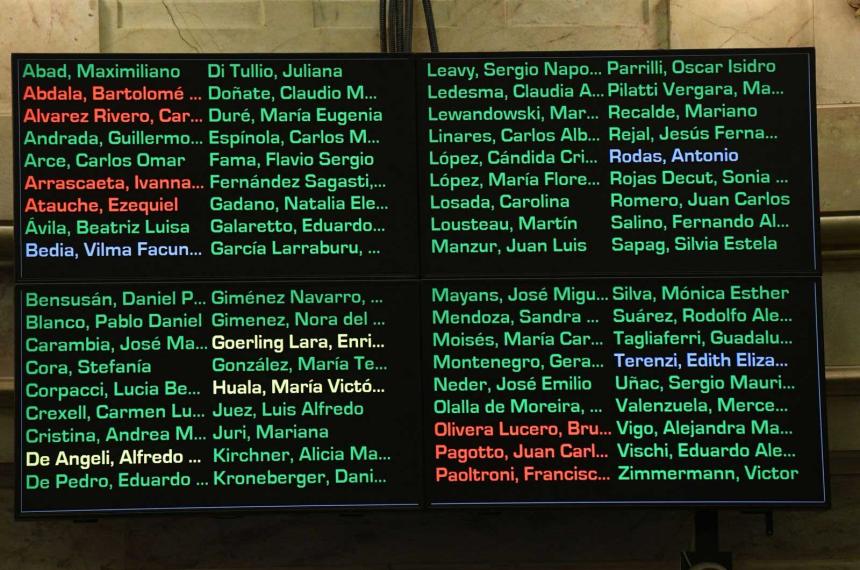 Abad, Maximiliano
Abdala, Bartolomé ...
Alvarez Rivero, Car...
Andrada, Guillermo...
Arce, Carlos Omar
Arrascaeta, Ivanna...
Atauche, Ezequiel
Ávila, Beatriz Luisa
Bedia, Vilma Facun...
Bensusán, Daniel P...
Blanco, Pablo Daniel
Carambia, José Ma...
Cora, Stefanía
Corpacci, Lucia Be...
Crexell, Carmen Lu...
Cristina, Andrea M...
De Angeli, Alfredo ...
De Pedro, Eduardo ...
Di Tullio, Juliana
Doñate, Claudio M...
Duré, María Eugenia
Espínola, Carlos M...
Fama, Flavio Sergio
Fernández Sagasti,...
Gadano, Natalia Ele...
Galaretto, Eduardo...
García Larraburu, ...
Giménez Navarro, ...
Gimenez, Nora del ...
Goerling Lara, Enri...
González, María Te...
Huala, María Victó...
Juez, Luis Alfredo
Juri, Mariana
Kirchner, Alicia Ma...
Kroneberger, Dani...
Leavy, Sergio Napo...
Ledesma, Claudia A...
Lewandowski, Mar...
Linares, Carlos Alb...
López, Cándida Cri...
López, María Flore...
Losada, Carolina
Lousteau, Martín
Manzur, Juan Luis
Mayans, José Migu...
Mendoza, Sandra ...
Moisés, María Car...
Montenegro, Gera...
Neder, José Emilio
Olalla de Moreira, ...
Olivera Lucero, Bru...
Pagotto, Juan Carl...
Paoltroni, Francisc...
Parrilli, Oscar Isidro
Pilatti Vergara, Ma...
Recalde, Mariano
Rejal, Jesús Ferna...
Rodas, Antonio
Rojas Decut, Sonia ...
Romero, Juan Carlos
Salino, Fernando Al...
Sapag, Silvia Estela
Silva, Mónica Esther
Suárez, Rodolfo Ale...
Tagliaferri, Guadalu...
Terenzi, Edith Eliza...
Uñac, Sergio Mauri...
Valenzuela, Merce...
Vigo, Alejandra Ma...
Vischi, Eduardo Ale...
Zimmermann, Victor